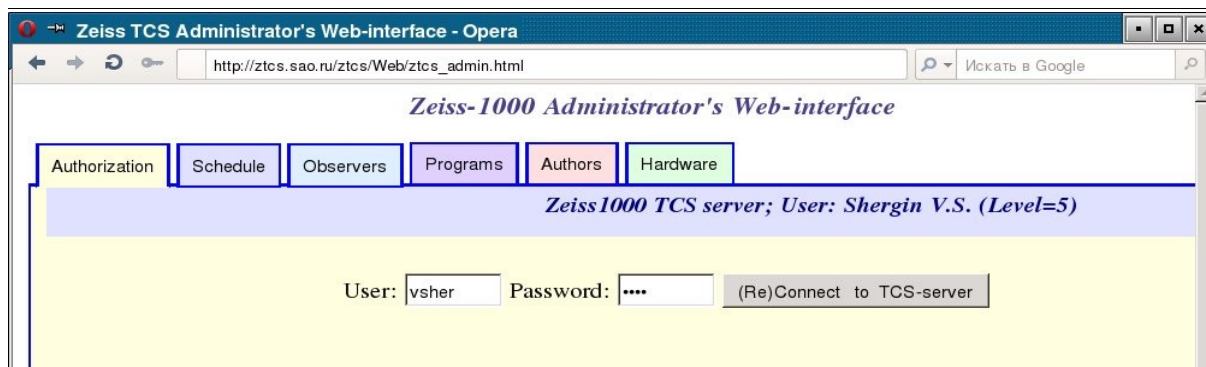 Zeiss TCS Administrator's Web-interface - Opera
http://ztcs.sao.ru/ztcs/Web/ztcs_admin.html Искать в Google
Zeiss-1000 Administrator's Web-interface
Authorization Schedule Observers Programs Authors Hardware
Zeiss1000 TCS server; User: Shergin V.S. (Level=5)
User: vsher Password: •••• (Re)Connect to TCS-server